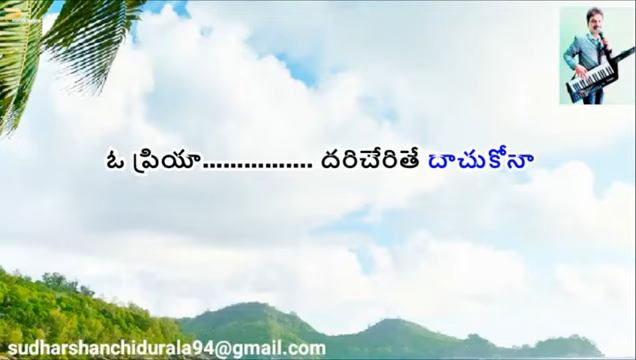 ఓ ప్రియా................ దరిచేరితే దాచుకోనా
sudharshanchidurala94@gmail.com